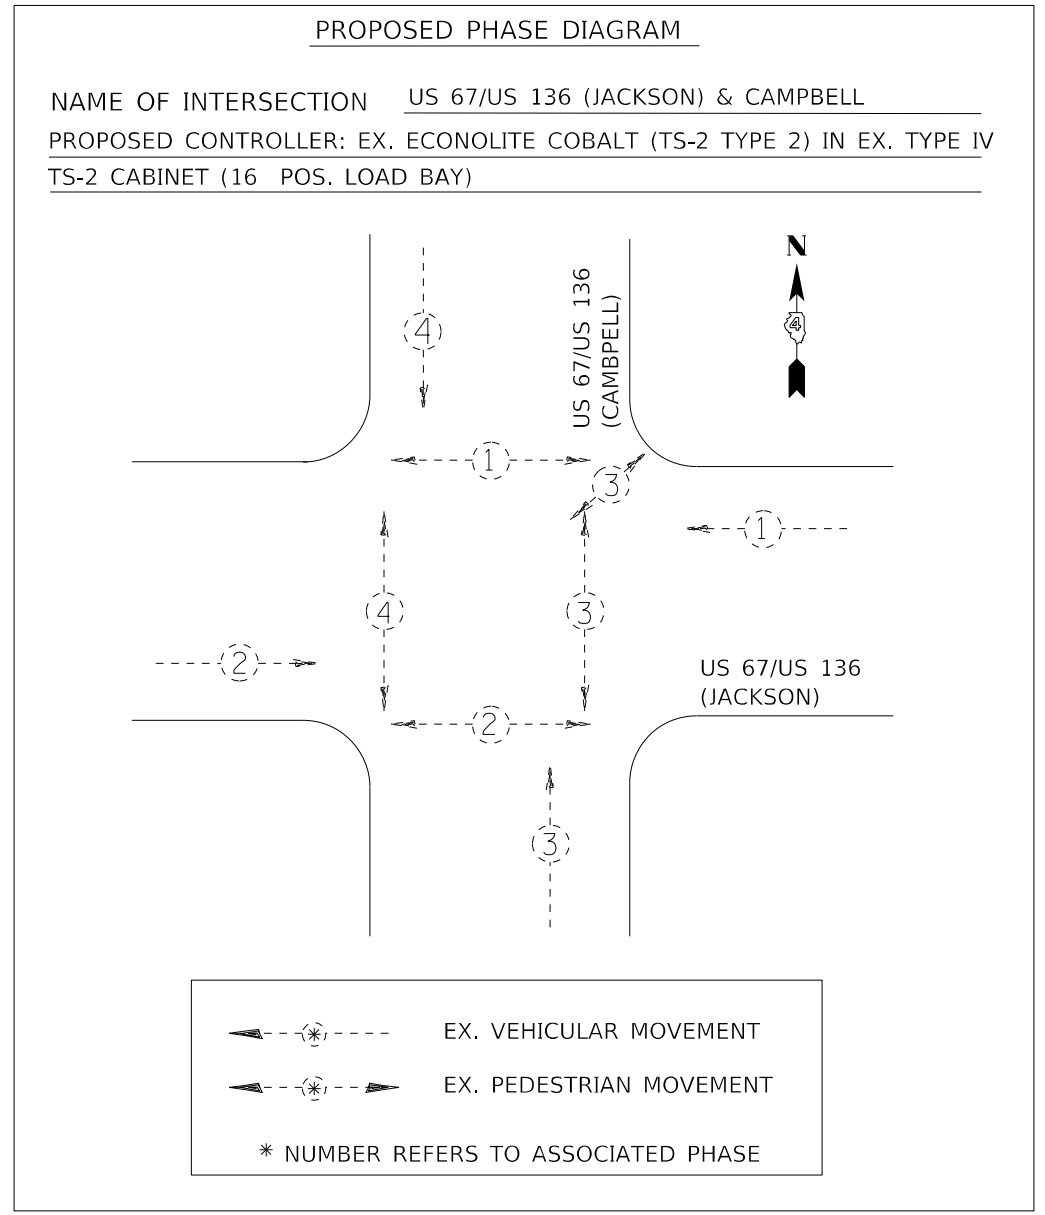 PROPOSED PHASE DIAGRAM
NAME OF INTERSECTION US 67/US 136 (JACKSON) & CAMPBELL
PROPOSED CONTROLLER: EX. ECONOLITE COBALT (TS-2 TYPE 2) IN EX. TYPE IV
TS-2 CABINET (16 POS. LOAD BAY)
N
4
4
US 67/US 136
(CAMBPELL)
1
3
1
4
3
2
US 67/US 136
(JACKSON)
2
3
* EX. VEHICULAR MOVEMENT
* EX. PEDESTRIAN MOVEMENT
* NUMBER REFERS TO ASSOCIATED PHASE